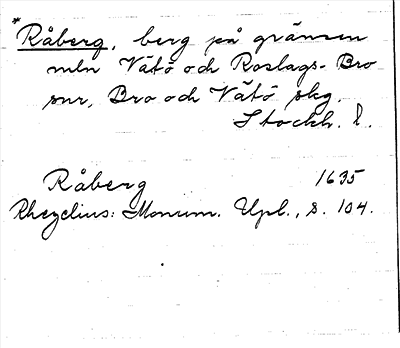 *Råberg, berg på gränsen
mln Vätö och Roslags-Bro
snr, Bro och Vätö skg.
Stockh. l.
Råberg 1635
Rhezelius: Monum. Upl., s. 104.